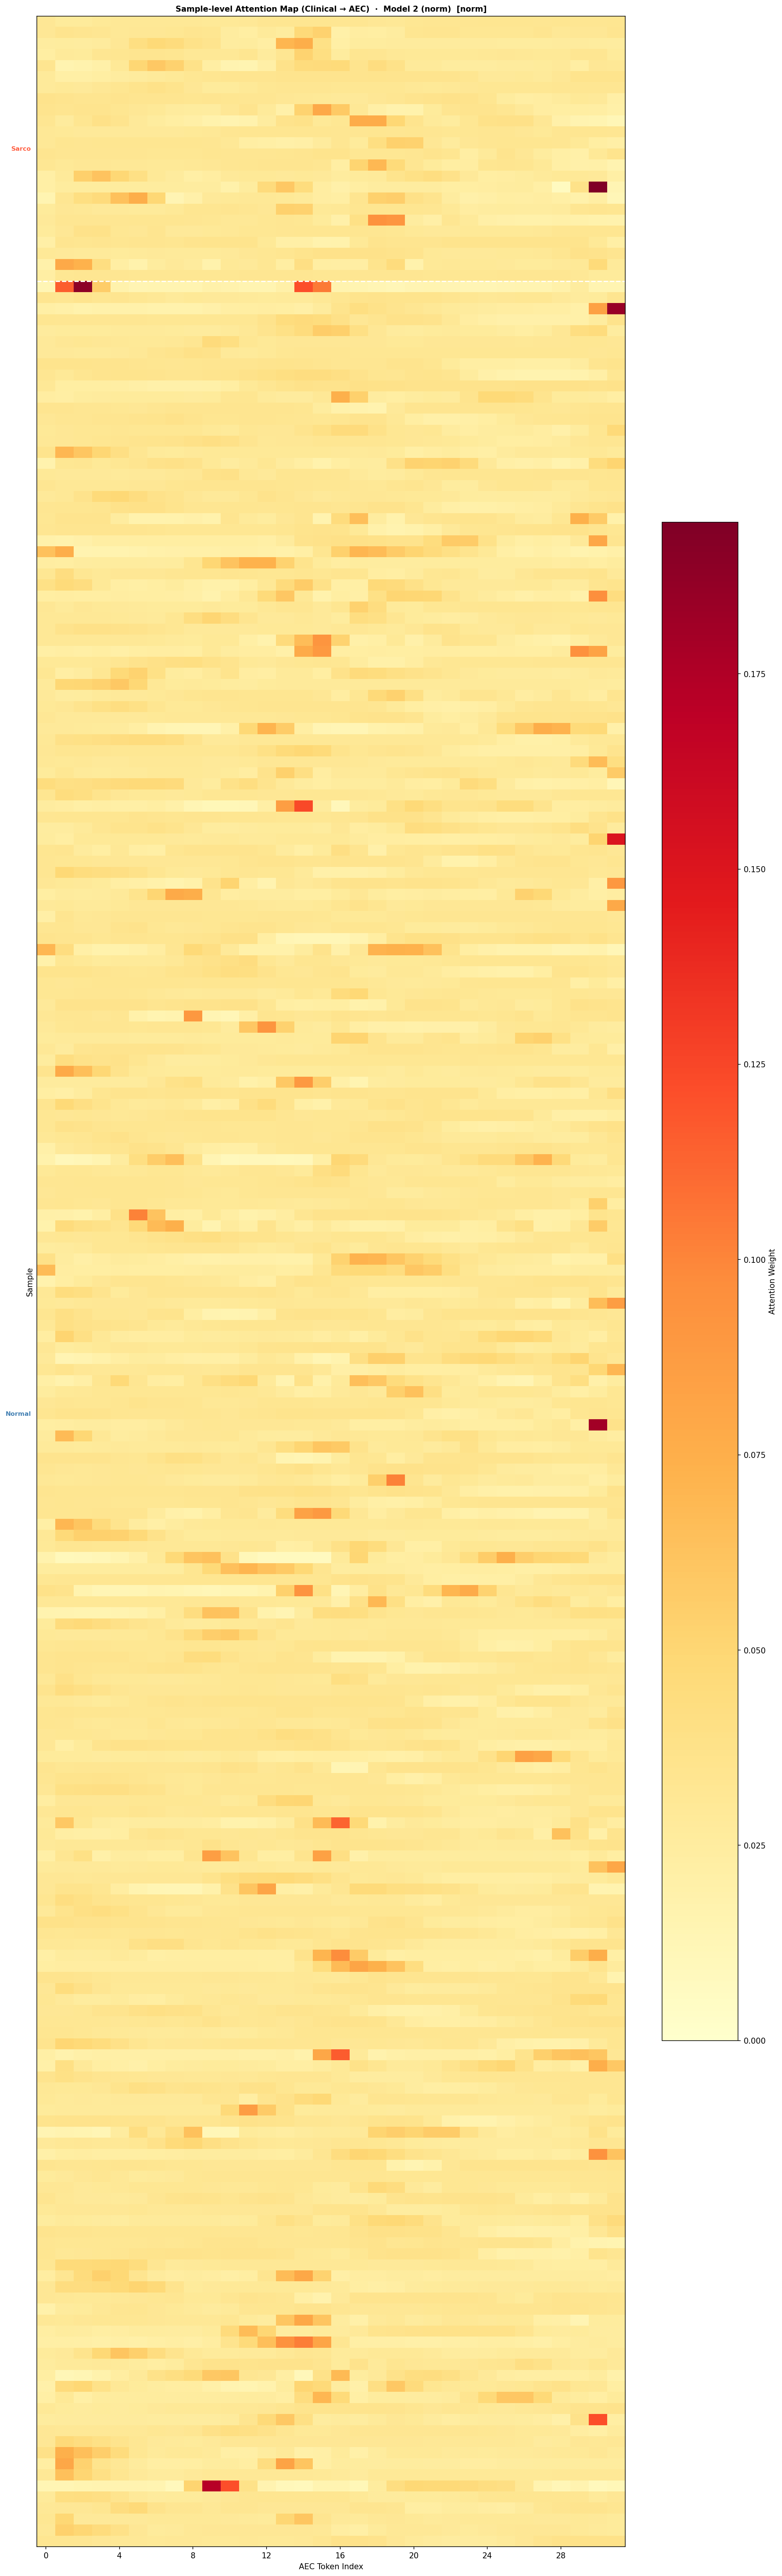 Sample-level Attention Map (Clinical → AEC)  ·  Model 2 (norm)  [norm]
Sarco
Normal
Sample
0
4
8
12
16
20
24
28
AEC Token Index
0.175
0.150
0.125
0.100
0.075
0.050
0.025
0.000
Attention Weight